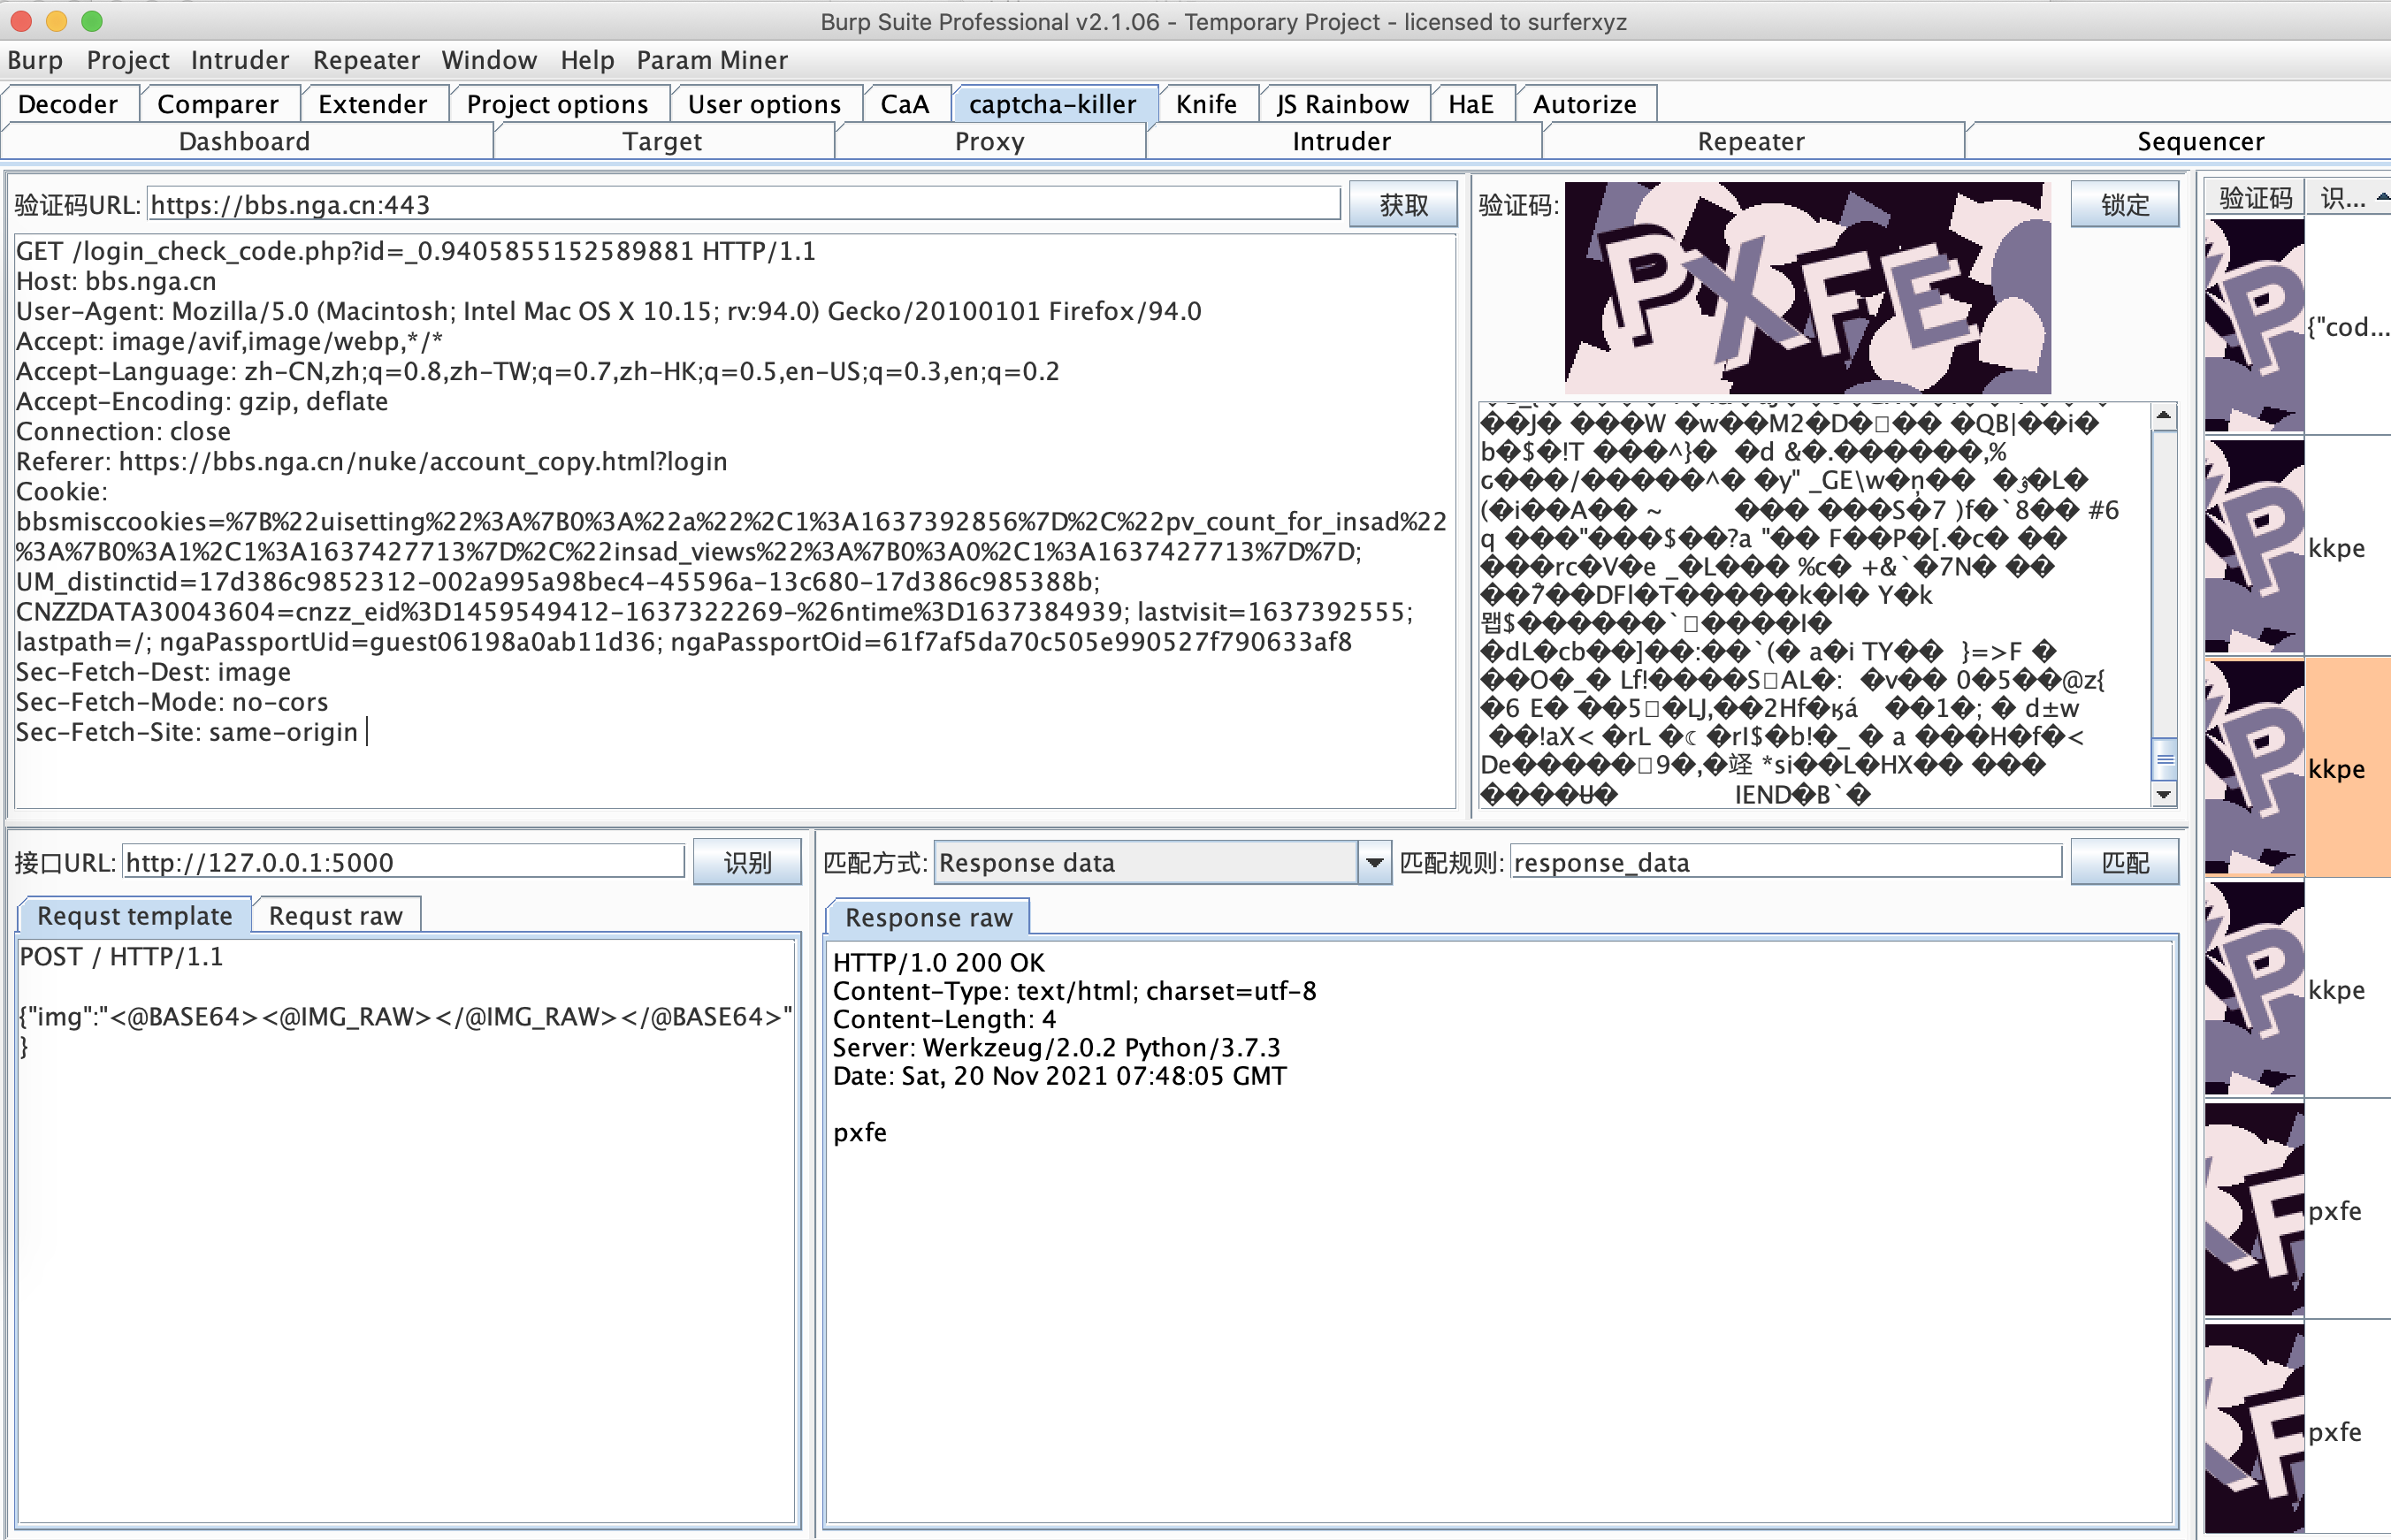 Burp Suite Professional v2.1.06 - Temporary Project - licensed to surferxyz
Burp Project Intruder Repeater Window Help Param Miner
Decoder Comparer Extender Project options User options CaA captcha-killer Knife JS Rainbow HaE Autorize
Dashboard Target Proxy Intruder Repeater Sequencer
验证码URL: https://bbs.nga.cn:443 获取
GET /login_check_code.php?id=_0.9405855152589881 HTTP/1.1
Host: bbs.nga.cn
User-Agent: Mozilla/5.0 (Macintosh; Intel Mac OS X 10.15; rv:94.0) Gecko/20100101 Firefox/94.0
Accept: image/avif,image/webp,*/*
Accept-Language: zh-CN,zh;q=0.8,zh-TW;q=0.7,zh-HK;q=0.5,en-US;q=0.3,en;q=0.2
Accept-Encoding: gzip, deflate
Connection: close
Referer: https://bbs.nga.cn/nuke/account_copy.html?login
Cookie:
bbsmisccookies=%7B%22uisetting%22%3A%7B0%3A%22a%22%2C1%3A1637392856%7D%2C%22pv_count_for_insad%22
%3A%7B0%3A1%2C1%3A1637427713%7D%2C%22insad_views%22%3A%7B0%3A0%2C1%3A1637427713%7D%7D;
UM_distinctid=17d386c9852312-002a995a98bec4-45596a-13c680-17d386c985388b;
CNZZDATA30043604=cnzz_eid%3D1459549412-1637322269-%26ntime%3D1637384939; lastvisit=1637392555;
lastpath=/; ngaPassportUid=guest06198a0ab11d36; ngaPassportOid=61f7af5da70c505e990527f790633af8
Sec-Fetch-Dest: image
Sec-Fetch-Mode: no-cors
Sec-Fetch-Site: same-origin
验证码: 锁定
PXFE
IEND�B`�
验证码 识...
{"cod...
kkpe
kkpe
kkpe
pxfe
pxfe
接口URL: http://127.0.0.1:5000 识别
Requst template Requst raw
POST / HTTP/1.1
{"img":"<@BASE64><@IMG_RAW></@IMG_RAW></@BASE64>"
}
匹配方式: Response data 匹配规则: response_data 匹配
Response raw
HTTP/1.0 200 OK
Content-Type: text/html; charset=utf-8
Content-Length: 4
Server: Werkzeug/2.0.2 Python/3.7.3
Date: Sat, 20 Nov 2021 07:48:05 GMT
pxfe